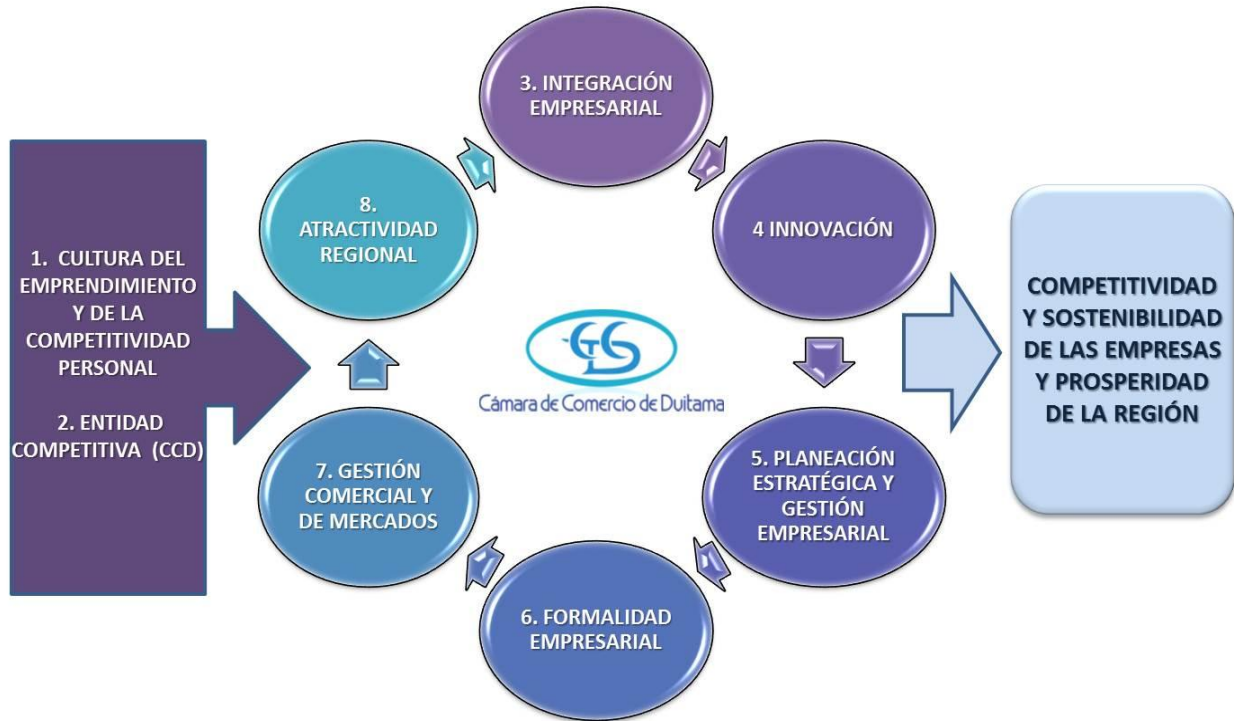 1. CULTURA DEL
EMPRENDIMIENTO
Y DE LA
COMPETITIVIDAD
PERSONAL
2. ENTIDAD
COMPETITIVA (CCD)
3. INTEGRACIÓN
EMPRESARIAL
4 INNOVACIÓN
5. PLANEACIÓN
ESTRATÉGICA Y
GESTIÓN
EMPRESARIAL
6. FORMALIDAD
EMPRESARIAL
7. GESTIÓN
COMERCIAL Y
DE MERCADOS
8.
ATRACTIVIDAD
REGIONAL
Cámara de Comercio de Duitama
COMPETITIVIDAD
Y SOSTENIBILIDAD
DE LAS EMPRESAS
Y PROSPERIDAD
DE LA REGIÓN